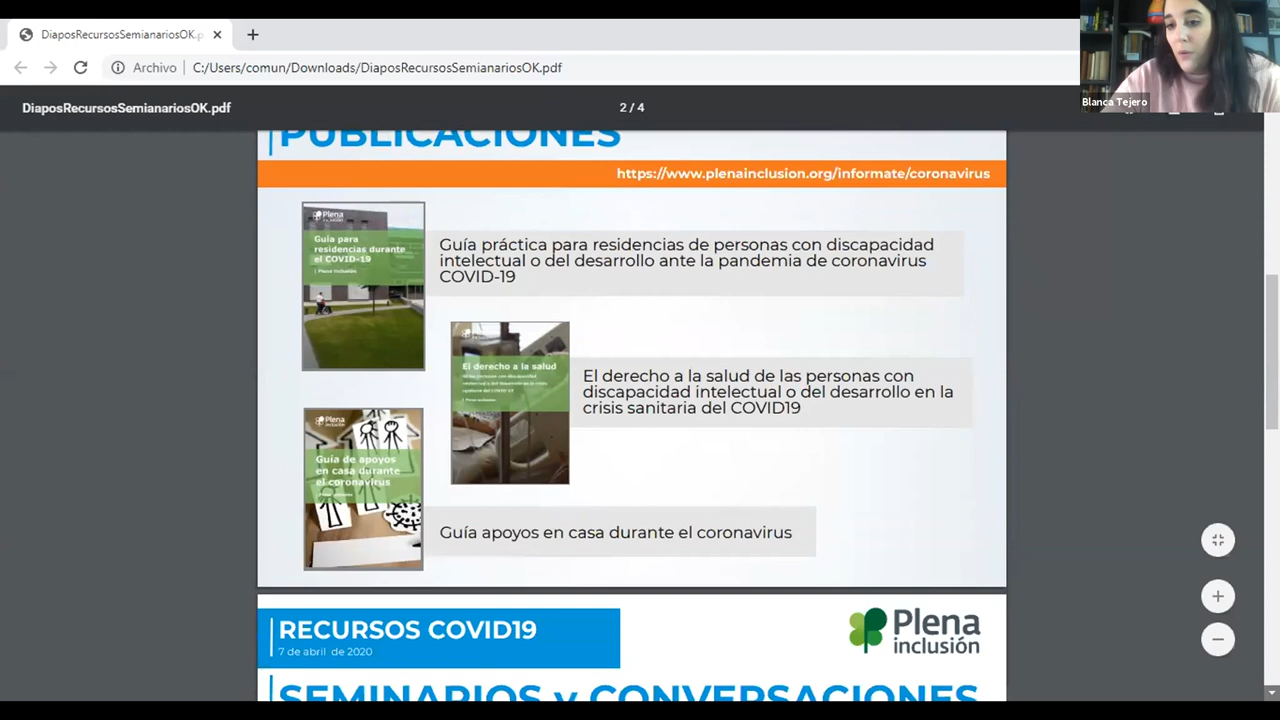 DiaposRecursosSemianariosOK.p
Archivo
C:/Users/comun/Downloads/DiaposRecursosSemianariosOK.pdf
Blanca Tejero
DiaposRecursosSemianariosOK.pdf
2 / 4
PUBLICACIONES
https://www.plenainclusion.org/informate/coronavirus
Plena
inclusión
Guía para
residencias durante
el COVID-19
| Plena inclusión
Guía práctica para residencias de personas con discapacidad
intelectual o del desarrollo ante la pandemia de coronavirus
COVID-19
El derecho a la salud
El derecho a la salud de las personas con
discapacidad intelectual o del desarrollo en la
crisis sanitaria del COVID19
Plena
inclusión
Guía de apoyos
en casa durante
el coronavirus
Guía apoyos en casa durante el coronavirus
RECURSOS COVID19
7 de abril de 2020
Plena
inclusión
SEMINARIOS y CONVERSACIONES